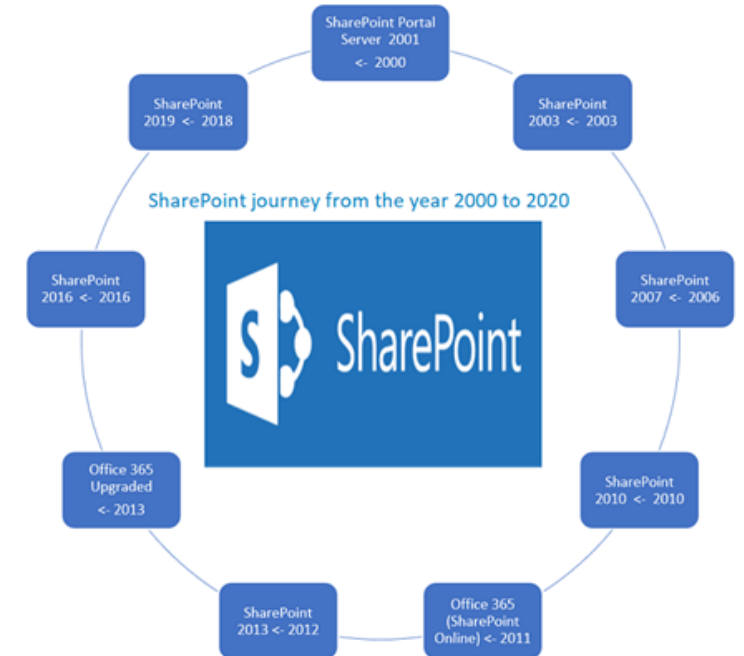 SharePoint Portal
Server 2001
<- 2000
SharePoint
2003 <- 2003
SharePoint
2007 <- 2006
SharePoint
2010 <- 2010
Office 365
(SharePoint
Online) <- 2011
SharePoint
2013 <- 2012
Office 365
Upgraded
<- 2013
SharePoint
2016 <- 2016
SharePoint
2019 <- 2018
SharePoint journey from the year 2000 to 2020
S SharePoint